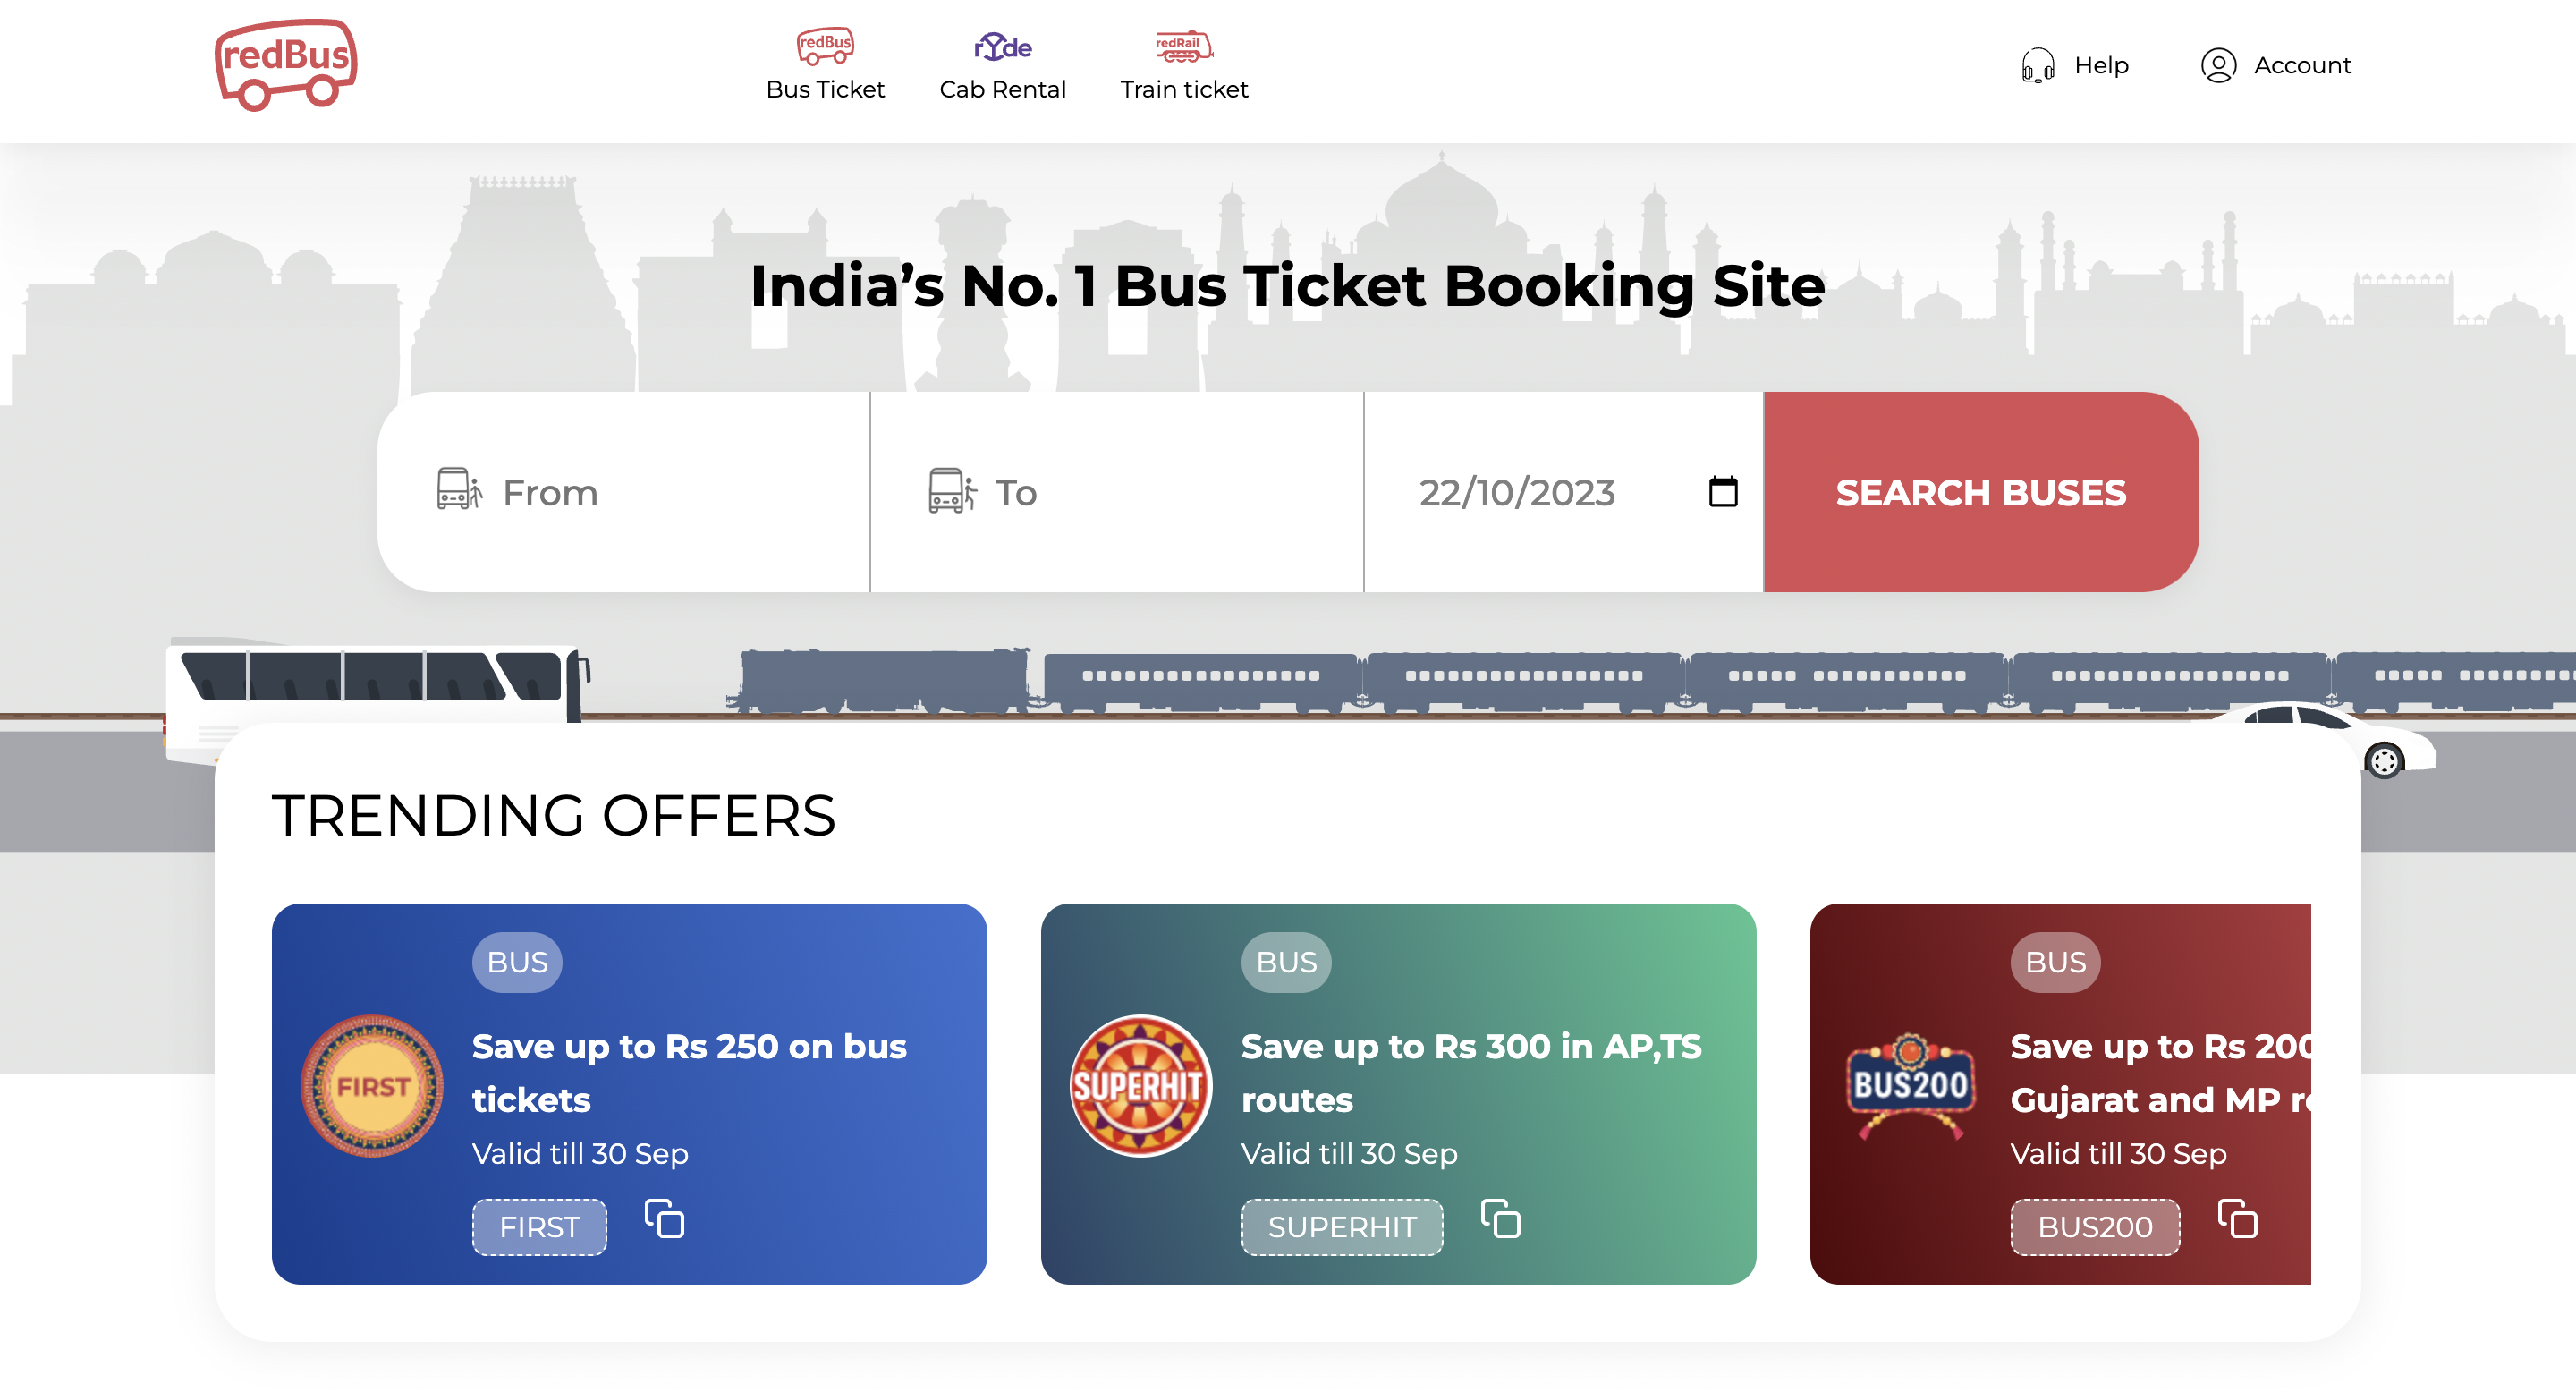 redBus
redBus
Bus Ticket
rYde
Cab Rental
redRail
Train ticket
Help
Account
India’s No. 1 Bus Ticket Booking Site
From
To
22/10/2023
SEARCH BUSES
TRENDING OFFERS
BUS
FIRST
Save up to Rs 250 on bus
tickets
Valid till 30 Sep
FIRST
BUS
SUPERHIT
Save up to Rs 300 in AP,TS
routes
Valid till 30 Sep
SUPERHIT
BUS
BUS200
Save up to Rs 200
Gujarat and MP
Valid till 30 Sep
BUS200